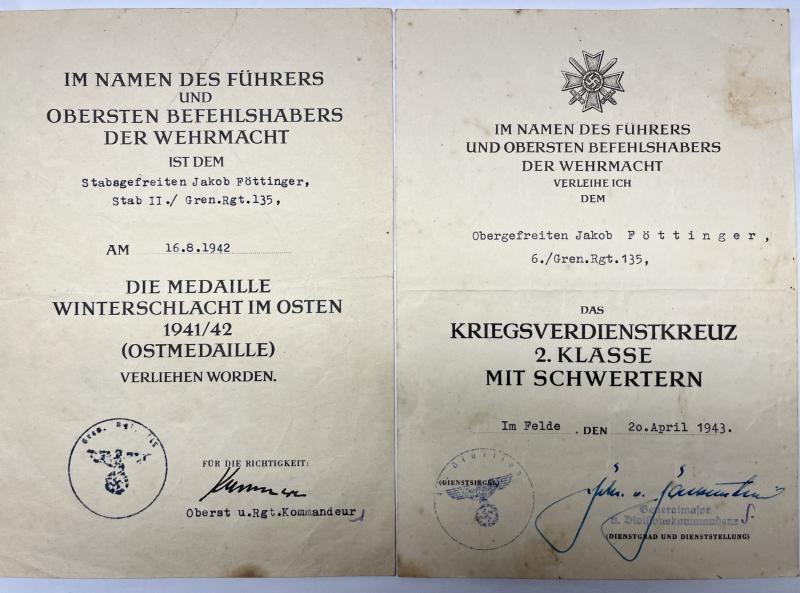 IM NAMEN DES FÜHRERS
UND
OBERSTEN BEFEHLSHABERS
DER WEHRMACHT
IST DEM
Stabsgefreiten Jakob Föttinger,
Stab II./ Gren.Rgt.135,
AM 16.8.1942
DIE MEDAILLE
WINTERSCHLACHT IM OSTEN
1941/42
(OSTMEDAILLE)
VERLIEHEN WORDEN.
FÜR DIE RICHTIGKEIT:
Oberst u.Rgt.Kommandeur
IM NAMEN DES FÜHRERS
UND OBERSTEN BEFEHLSHABERS
DER WEHRMACHT
VERLEIHE ICH
DEM
Obergefreiten Jakob F ö t t i n g e r ,
6./Gren.Rgt.135,
DAS
KRIEGSVERDIENSTKREUZ
2. KLASSE
MIT SCHWERTERN
Im Felde . DEN 20.April 1943.
(DIENSTSIEGEL)
Generalmajor
u. Divisionskommandeur
(DIENSTGRAD UND DIENSTSTELLUNG)